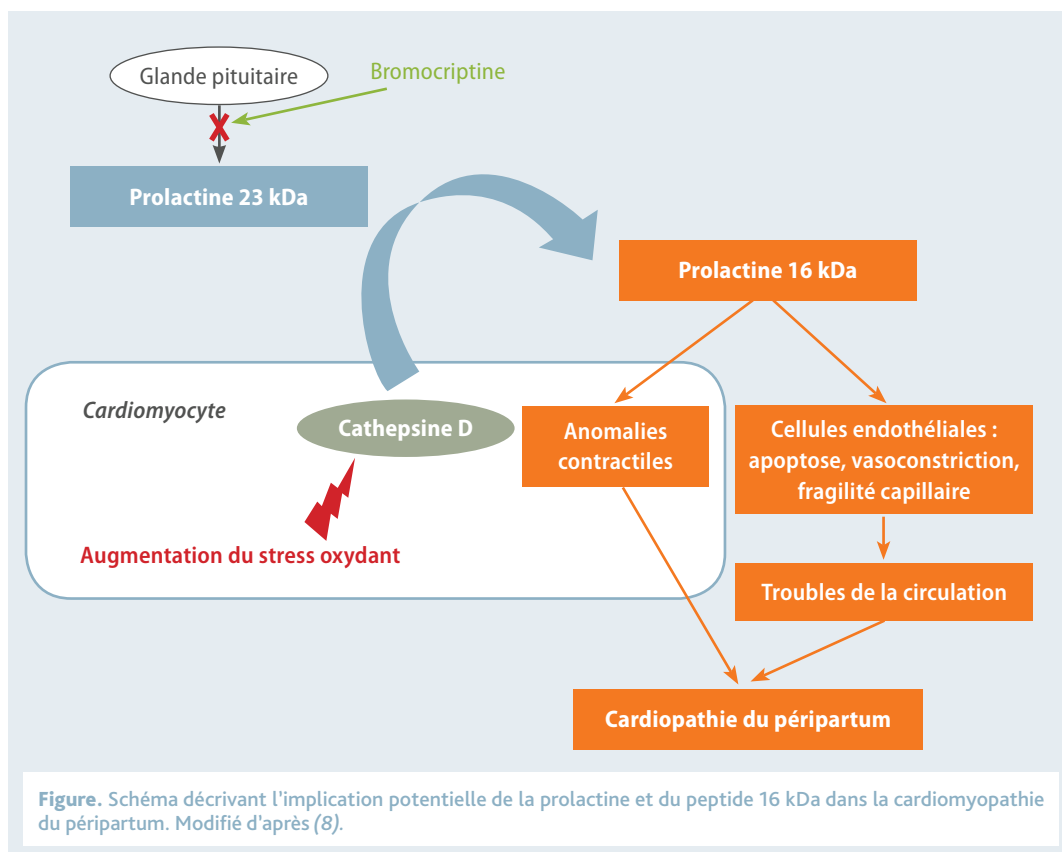 Glande pituitaire
Bromocriptine
Prolactine 23 kDa
Prolactine 16 kDa
Cardiomyocyte
Cathepsine D
Anomalies
contractiles
Cellules endothéliales :
apoptose, vasoconstriction,
fragilité capillaire
Augmentation du stress oxydant
Troubles de la circulation
Cardiopathie du péripartum
Figure. Schéma décrivant l'implication potentielle de la prolactine et du peptide 16 kDa dans la cardiomyopathie
du péripartum. Modifié d'après (8).